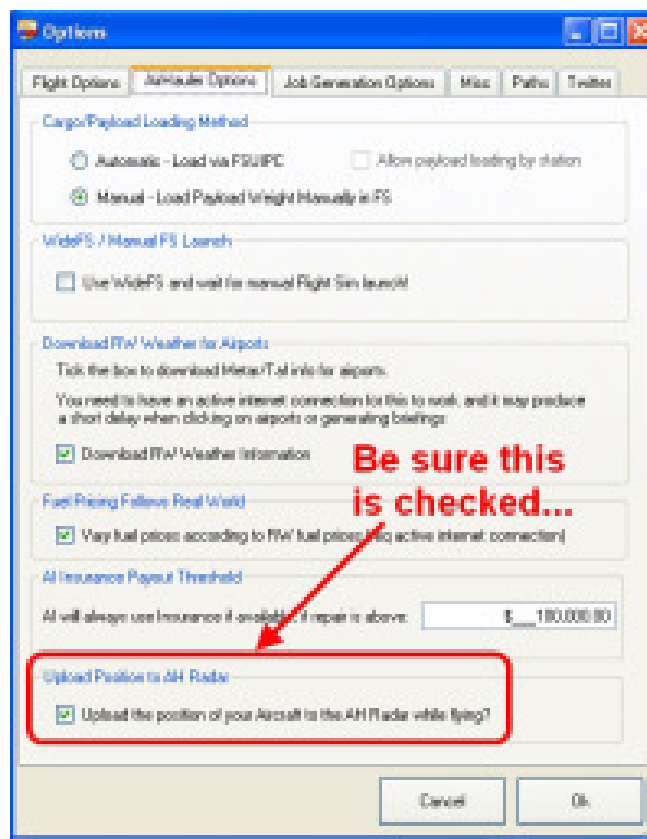 Options
Flight Options AirHauler Options Job Generation Options Misc Paths Twitter
Cargo/Payload Loading Method
Automatic - Load via FSUIPC Allow payload loading by station
Manual - Load Payload Weight Manually in FS
WideFS / Manual FS Launch
Use WideFS and wait for manual Flight Sim launch!
Download RW Weather for Airports
Tick the box to download Metar/Taf info for airports.
You need to have an active internet connection for this to work, and it may produce
a short delay when clicking on airports or generating briefings
Download RW Weather Information
Be sure this
is checked...
Fuel Pricing Follows Real World
Vary fuel prices according to RW fuel prices active internet connection)
AI Insurance Payout Threshold
AI will always use Insurance if available, if repair is above: $___100,000.00
Upload Position to AH Radar
Upload the position of your Aircraft to the AH Radar while flying?
Cancel Ok